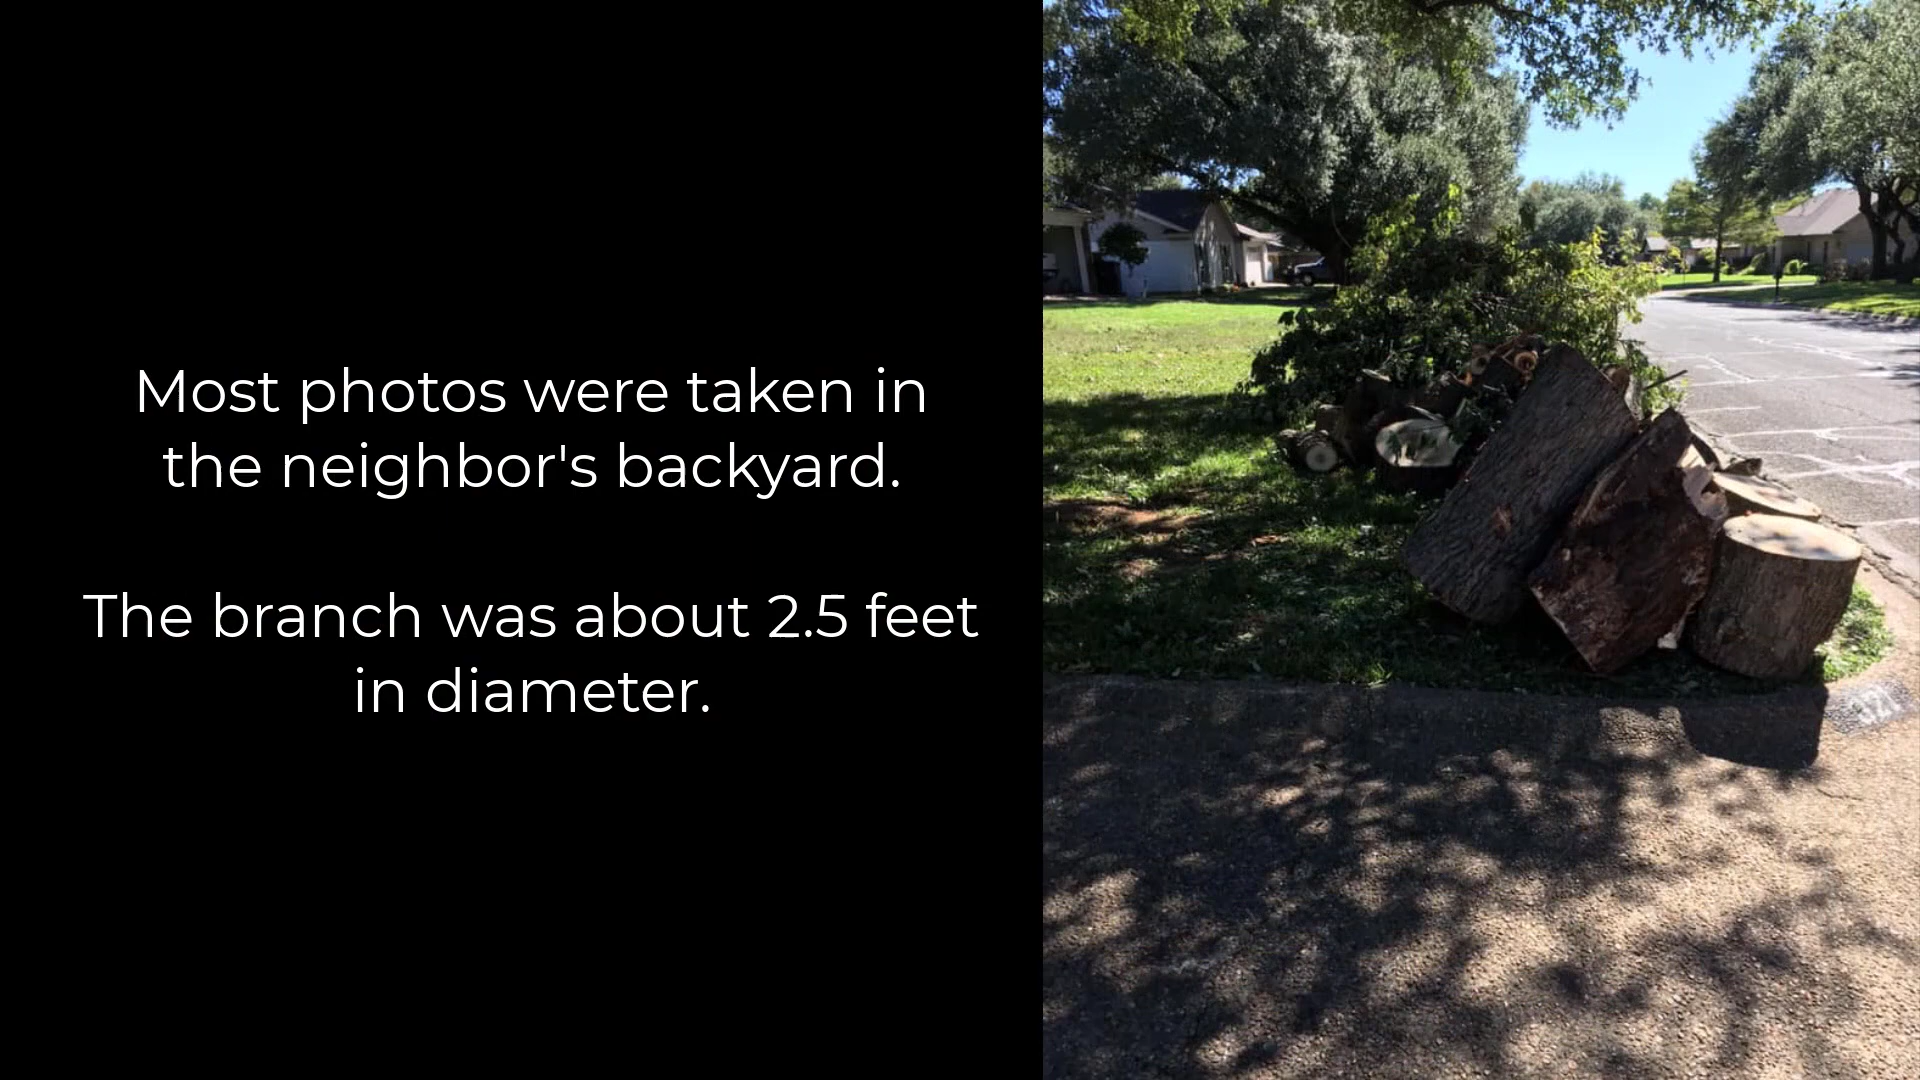 Most photos were taken in
the neighbor's backyard.
The branch was about 2.5 feet
in diameter.